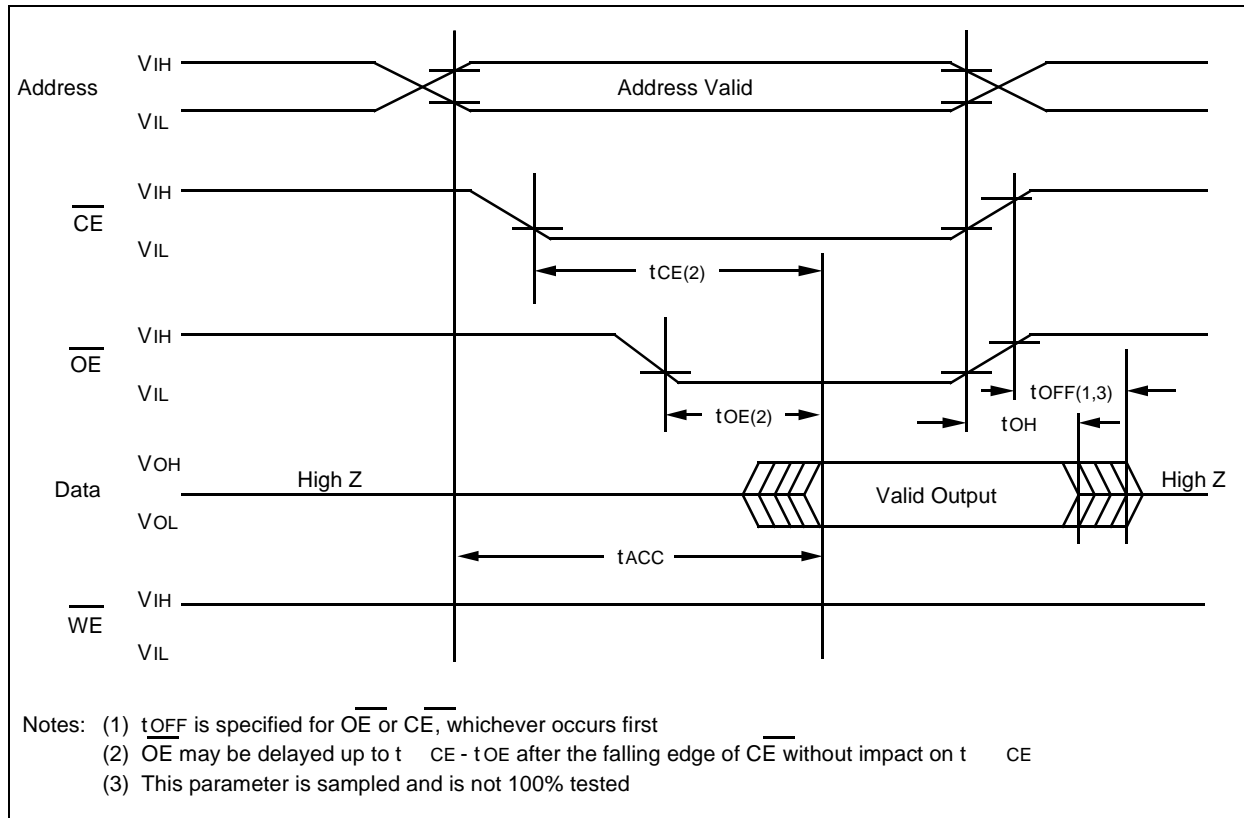 VIH
Address
Address Valid
VIL
VIH
CE
VIL
tCE(2)
VIH
OE
VIL
tOFF(1,3)
tOE(2)
tOH
VOH
High Z
Data
Valid Output
High Z
VOL
tACC
VIH
WE
VIL
Notes: (1) tOFF is specified for OE or CE, whichever occurs first
(2) OE may be delayed up to t CE - tOE after the falling edge of CE without impact on t CE
(3) This parameter is sampled and is not 100% tested